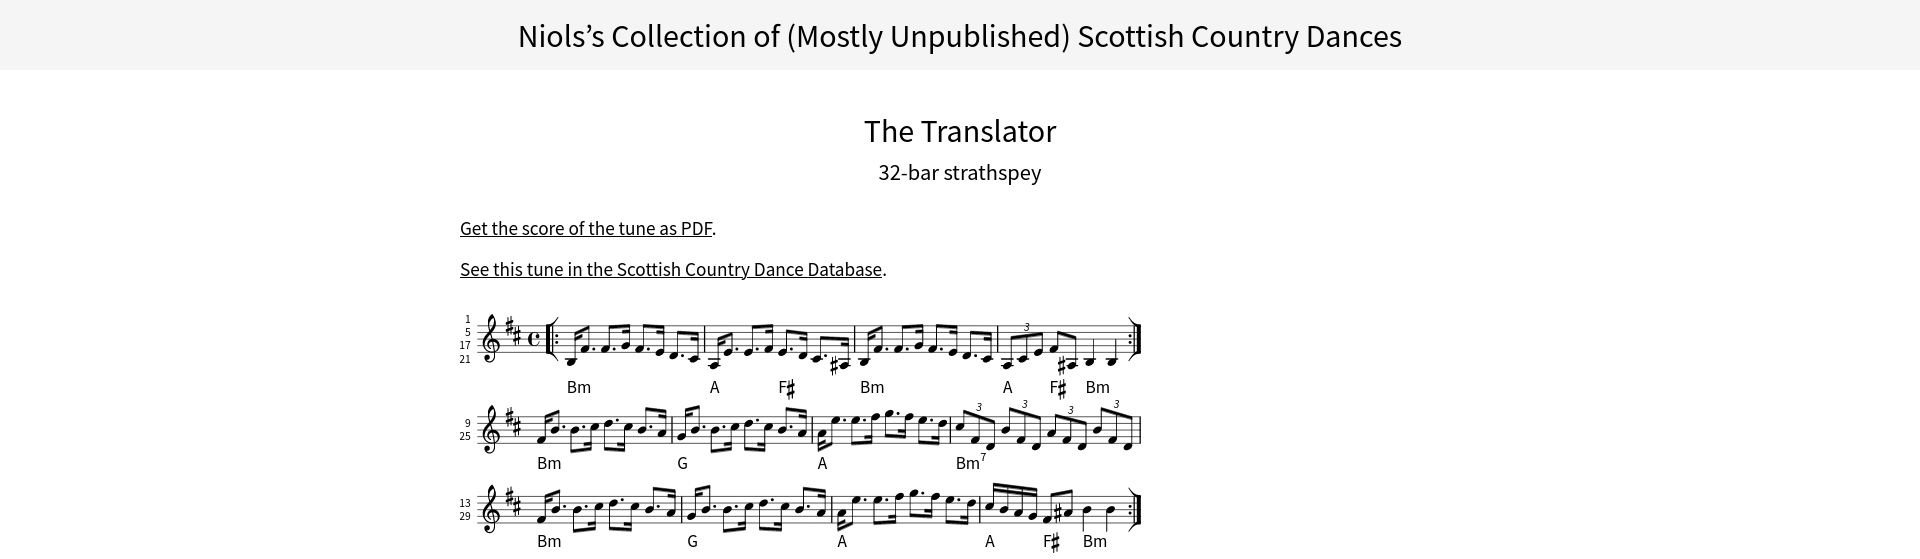 Niols’s Collection of (Mostly Unpublished) Scottish Country Dances
The Translator
32-bar strathspey
Get the score of the tune as PDF.
See this tune in the Scottish Country Dance Database.
1
5
17
21
3
Bm A F♯ Bm A F♯ Bm
9
25
3 3 3 3
Bm G A Bm7
13
29
Bm G A A F♯ Bm